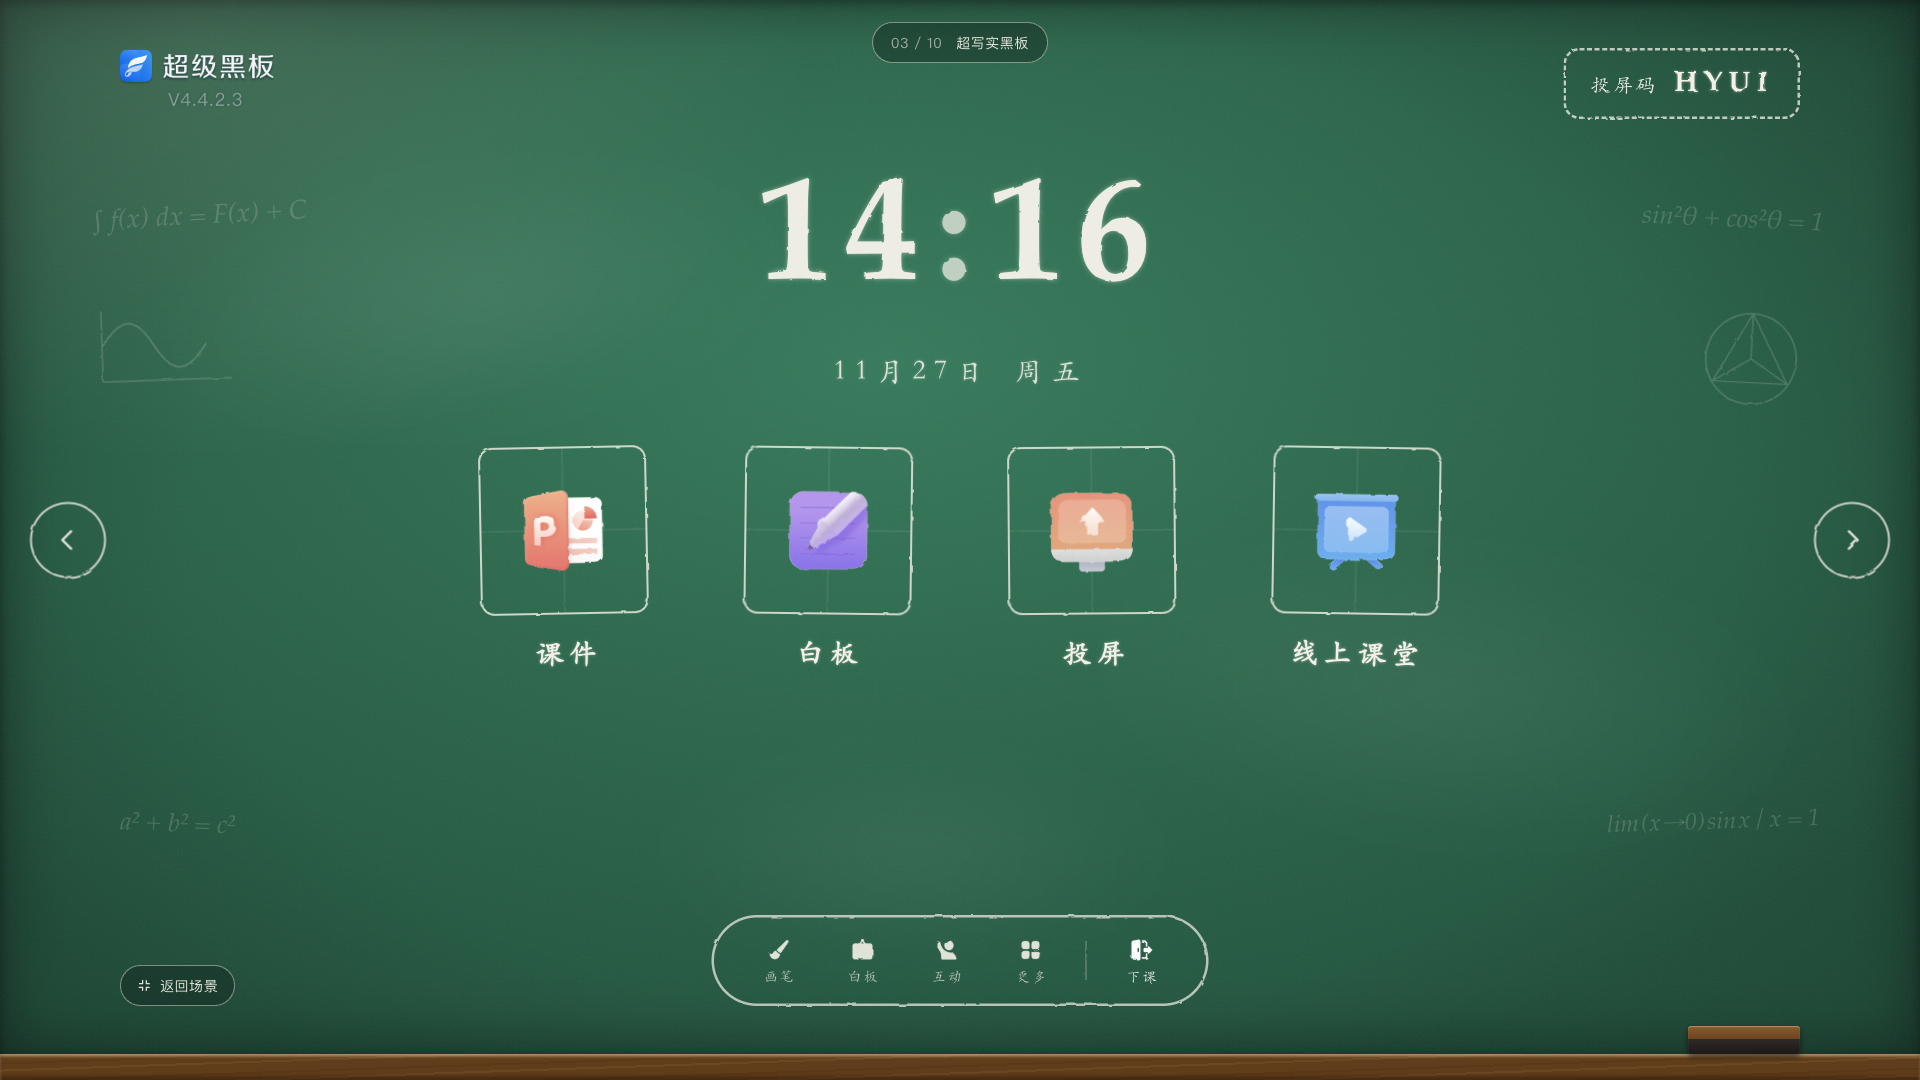 超级黑板
V4.4.2.3
03 / 10 超写实黑板
投屏码 HYU1
14:16
∫ f(x) dx = F(x) + C
sin²θ + cos²θ = 1
11月27日 周五
P
课件
白板
投屏
线上课堂
a² + b² = c²
lim(x→0) sin x / x = 1
画笔
白板
互动
更多
下课
返回场景